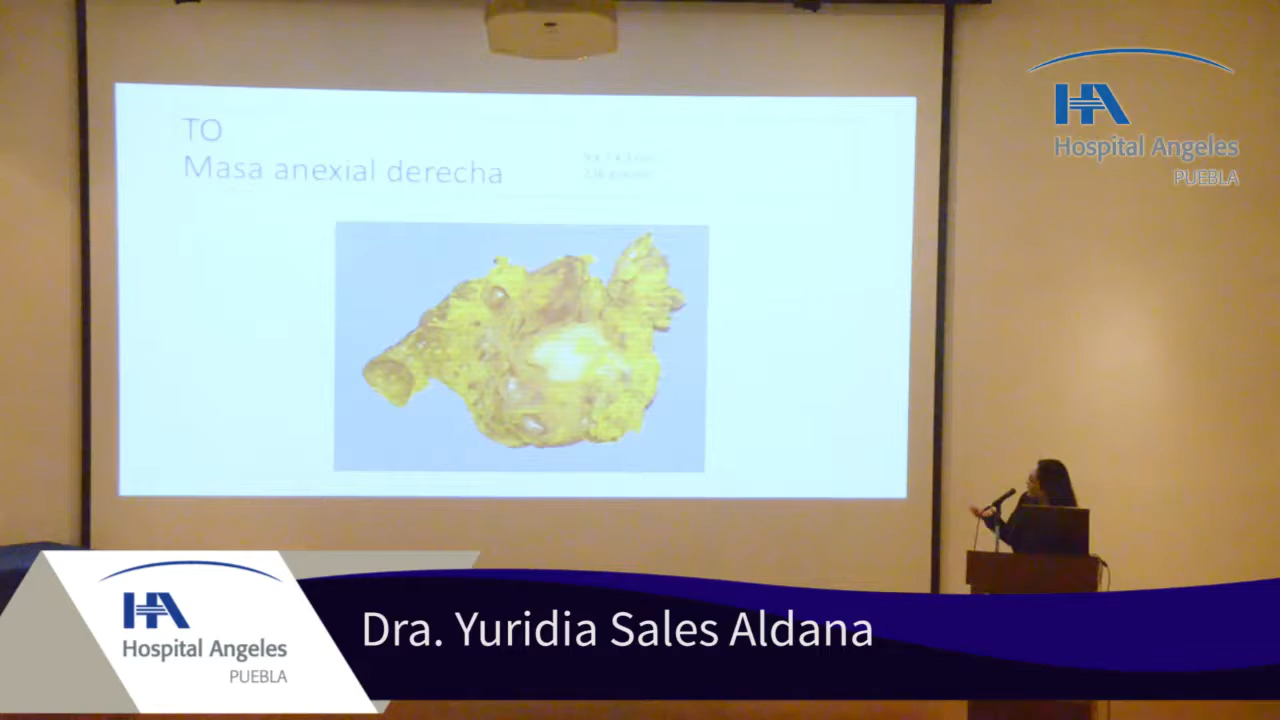 TO
Masa anexial derecha
HA
Hospital Angeles
PUEBLA
HA
Hospital Angeles
PUEBLA
Dra. Yuridia Sales Aldana